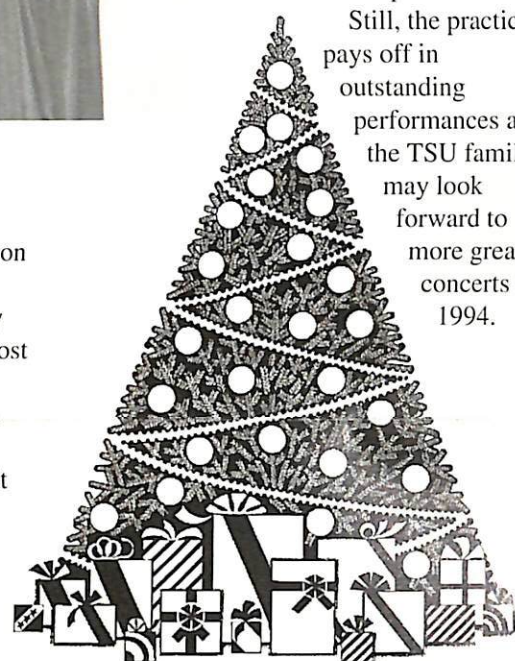 Still, the practic
pays off in
outstanding
performances a
the TSU famil
may look
forward to
more grea
concerts
1994.
on
ost
t